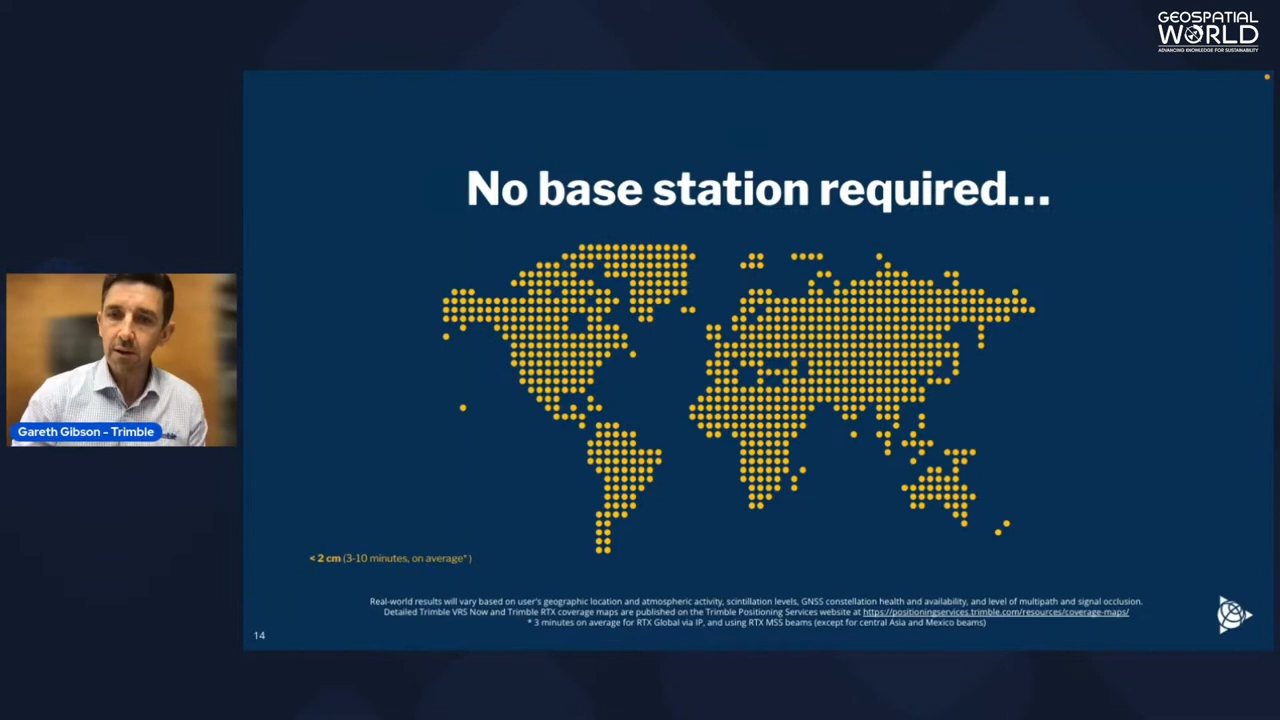 GEOSPATIAL
WORLD
ADVANCING KNOWLEDGE FOR SUSTAINABILITY
No base station required...
Gareth Gibson - Trimble
< 2 cm (3-10 minutes, on average*)
Real-world results will vary based on user's geographic location and atmospheric activity, scintillation levels, GNSS constellation health and availability, and level of multipath and signal occlusion.
Detailed Trimble VRS Now and Trimble RTX coverage maps are published on the Trimble Positioning Services website at https://positioningservices.trimble.com/resources/coverage-maps/
* 3 minutes on average for RTX Global via IP, and using RTX MSS beams (except for central Asia and Mexico beams)
14